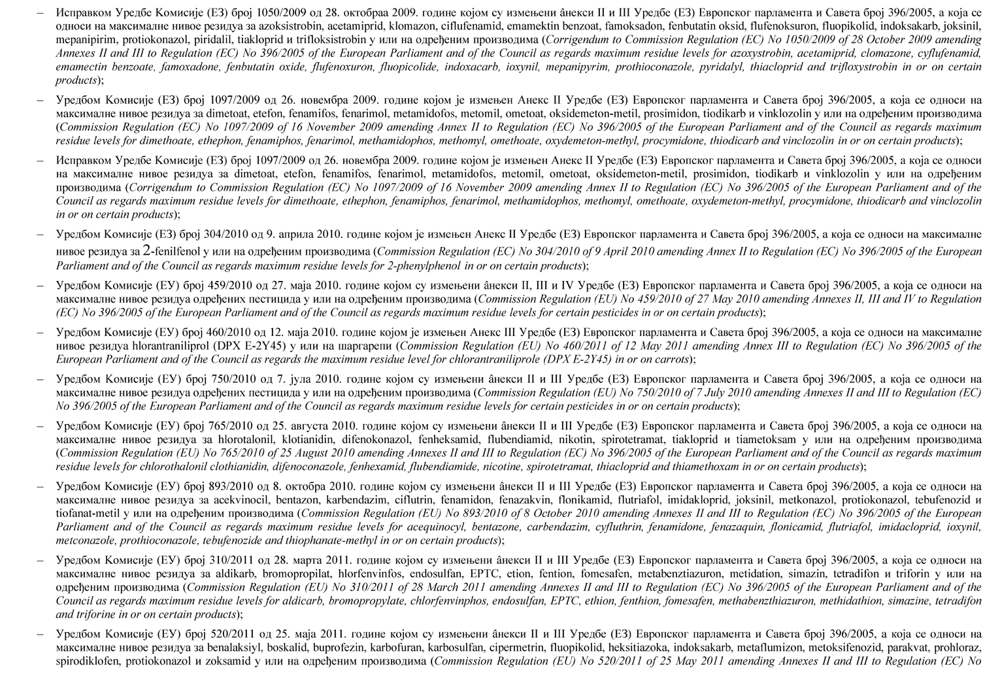 – Исправком Уредбе Комисије (ЕЗ) број 1050/2009 од 28. октобраа 2009. године којом су измењени âнекси II и III Уредбе (ЕЗ) Европског парламента и Савета број 396/2005, а која се
односи на максималне нивое резидуа за azoksistrobin, acetamiprid, klomazon, ciflufenamid, emamektin benzoat, famoksadon, fenbutatin oksid, flufenoksuron, fluopikolid, indoksakarb, joksinil,
mepanipirim, protiokonazol, piridalil, tiakloprid и trifloksistrobin у или на одређеним производима (Corrigendum to Commission Regulation (EC) No 1050/2009 of 28 October 2009 amending
Annexes II and III to Regulation (EC) No 396/2005 of the European Parliament and of the Council as regards maximum residue levels for azoxystrobin, acetamiprid, clomazone, cyflufenamid,
emamectin benzoate, famoxadone, fenbutatin oxide, flufenoxuron, fluopicolide, indoxacarb, ioxynil, mepanipyrim, prothioconazole, pyridalyl, thiacloprid and trifloxystrobin in or on certain
products);
– Уредбом Комисије (ЕЗ) број 1097/2009 од 26. новембра 2009. године којом је измењен Анекс II Уредбе (ЕЗ) Европског парламента и Савета број 396/2005, а која се односи на
максималне нивое резидуа за dimetoat, etefon, fenamifos, fenarimol, metamidofos, metomil, ometoat, oksidemeton-metil, prosimidon, tiodikarb и vinklozolin у или на одређеним производима
(Commission Regulation (EC) No 1097/2009 of 16 November 2009 amending Annex II to Regulation (EC) No 396/2005 of the European Parliament and of the Council as regards maximum
residue levels for dimethoate, ethephon, fenamiphos, fenarimol, methamidophos, methomyl, omethoate, oxydemeton-methyl, procymidone, thiodicarb and vinclozolin in or on certain products);
– Исправком Уредбе Комисије (ЕЗ) број 1097/2009 од 26. новембра 2009. године којом је измењен Анекс II Уредбе (ЕЗ) Европског парламента и Савета број 396/2005, а која се односи
на максималне нивое резидуа за dimetoat, etefon, fenamifos, fenarimol, metamidofos, metomil, ometoat, oksidemeton-metil, prosimidon, tiodikarb и vinklozolin у или на одређеним
производима (Corrigendum to Commission Regulation (EC) No 1097/2009 of 16 November 2009 amending Annex II to Regulation (EC) No 396/2005 of the European Parliament and of the
Council as regards maximum residue levels for dimethoate, ethephon, fenamiphos, fenarimol, methamidophos, methomyl, omethoate, oxydemeton-methyl, procymidone, thiodicarb and vinclozolin
in or on certain products);
– Уредбом Комисије (ЕЗ) број 304/2010 од 9. априла 2010. године којом је измењен Анекс II Уредбе (ЕЗ) Европског парламента и Савета број 396/2005, а која се односи на максималне
нивое резидуа за 2-fenilfenol у или на одређеним производима (Commission Regulation (EC) No 304/2010 of 9 April 2010 amending Annex II to Regulation (EC) No 396/2005 of the European
Parliament and of the Council as regards maximum residue levels for 2-phenylphenol in or on certain products);
– Уредбом Комисије (ЕУ) број 459/2010 од 27. маја 2010. године којом су измењени âнекси II, III и IV Уредбе (ЕЗ) Европског парламента и Савета број 396/2005, а која се односи на
максималне нивое резидуа одређених пестицида у или на одређеним производима (Commission Regulation (EU) No 459/2010 of 27 May 2010 amending Annexes II, III and IV to Regulation
(EC) No 396/2005 of the European Parliament and of the Council as regards maximum residue levels for certain pesticides in or on certain products);
– Уредбом Комисије (ЕУ) број 460/2010 од 12. маја 2010. године којом је измењен Анекс III Уредбе (ЕЗ) Европског парламента и Савета број 396/2005, а која се односи на максималне
нивое резидуа hlorantraniliprol (DPX E-2Y45) у или на шаргарепи (Commission Regulation (EU) No 460/2011 of 12 May 2011 amending Annex III to Regulation (EC) No 396/2005 of the
European Parliament and of the Council as regards the maximum residue level for chlorantraniliprole (DPX E-2Y45) in or on carrots);
– Уредбом Комисије (ЕУ) број 750/2010 од 7. јула 2010. године којом су измењени âнекси II и III Уредбе (ЕЗ) Европског парламента и Савета број 396/2005, а која се односи на
максималне нивое резидуа одређених пестицида у или на одређеним производима (Commission Regulation (EU) No 750/2010 of 7 July 2010 amending Annexes II and III to Regulation (EC)
No 396/2005 of the European Parliament and of the Council as regards maximum residue levels for certain pesticides in or on certain products);
– Уредбом Комисије (ЕУ) број 765/2010 од 25. августа 2010. године којом су измењени âнекси II и III Уредбе (ЕЗ) Европског парламента и Савета број 396/2005, а која се односи на
максималне нивое резидуа за hlorotalonil, klotianidin, difenokonazol, fenheksamid, flubendiamid, nikotin, spirotetramat, tiakloprid и tiametoksam у или на одређеним производима
(Commission Regulation (EU) No 765/2010 of 25 August 2010 amending Annexes II and III to Regulation (EC) No 396/2005 of the European Parliament and of the Council as regards maximum
residue levels for chlorothalonil clothianidin, difenoconazole, fenhexamid, flubendiamide, nicotine, spirotetramat, thiacloprid and thiamethoxam in or on certain products);
– Уредбом Комисије (ЕУ) број 893/2010 од 8. октобра 2010. године којом су измењени âнекси II и III Уредбе (ЕЗ) Европског парламента и Савета број 396/2005, а која се односи на
максималне нивое резидуа за acekvinocil, bentazon, karbendazim, ciflutrin, fenamidon, fenazakvin, flonikamid, flutriafol, imidakloprid, joksinil, metkonazol, protiokonazol, tebufenozid и
tiofanat-metil у или на одређеним производима (Commission Regulation (EU) No 893/2010 of 8 October 2010 amending Annexes II and III to Regulation (EC) No 396/2005 of the European
Parliament and of the Council as regards maximum residue levels for acequinocyl, bentazone, carbendazim, cyfluthrin, fenamidone, fenazaquin, flonicamid, flutriafol, imidacloprid, ioxynil,
metconazole, prothioconazole, tebufenozide and thiophanate-methyl in or on certain products);
– Уредбом Комисије (ЕУ) број 310/2011 од 28. марта 2011. године којом су измењени âнекси II и III Уредбе (ЕЗ) Европског парламента и Савета број 396/2005, а која се односи на
максималне нивое резидуа за aldikarb, bromopropilat, hlorfenvinfos, endosulfan, EPTC, etion, fention, fomesafen, metabenztiazuron, metidation, simazin, tetradifon и triforin у или на
одређеним производима (Commission Regulation (EU) No 310/2011 of 28 March 2011 amending Annexes II and III to Regulation (EC) No 396/2005 of the European Parliament and of the
Council as regards maximum residue levels for aldicarb, bromopropylate, chlorfenvinphos, endosulfan, EPTC, ethion, fenthion, fomesafen, methabenzthiazuron, methidathion, simazine, tetradifon
and triforine in or on certain products);
– Уредбом Комисије (ЕУ) број 520/2011 од 25. маја 2011. године којом су измењени âнекси II и III Уредбе (ЕЗ) Европског парламента и Савета број 396/2005, а која се односи на
максималне нивое резидуа за benalaksiyl, boskalid, buprofezin, karbofuran, karbosulfan, cipermetrin, fluopikolid, heksitiazoka, indoksakarb, metaflumizon, metoksifenozid, parakvat, prohloraz,
spirodiklofen, protiokonazol и zoksamid у или на одређеним производима (Commission Regulation (EU) No 520/2011 of 25 May 2011 amending Annexes II and III to Regulation (EC) No